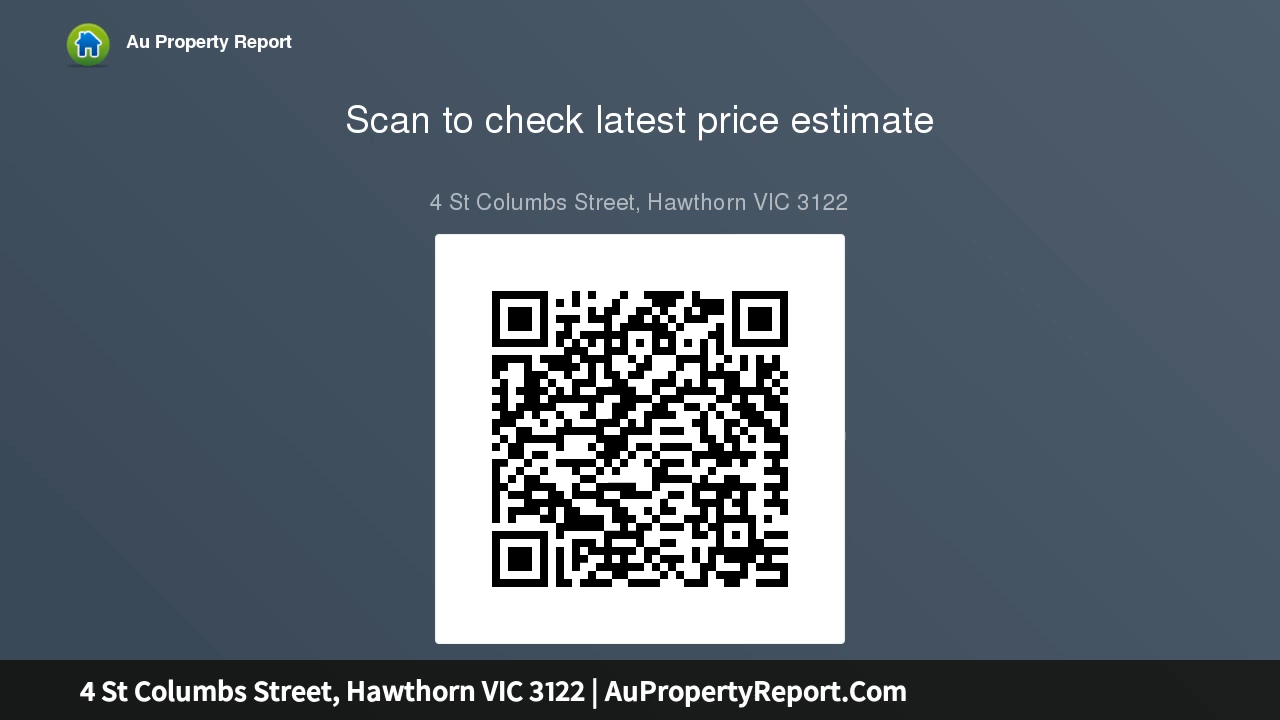 Au Property Report
Scan to check latest price estimate
4 St Columbs Street, Hawthorn VIC 3122
4 St Columbs Street, Hawthorn VIC 3122 | AuPropertyReport.Com